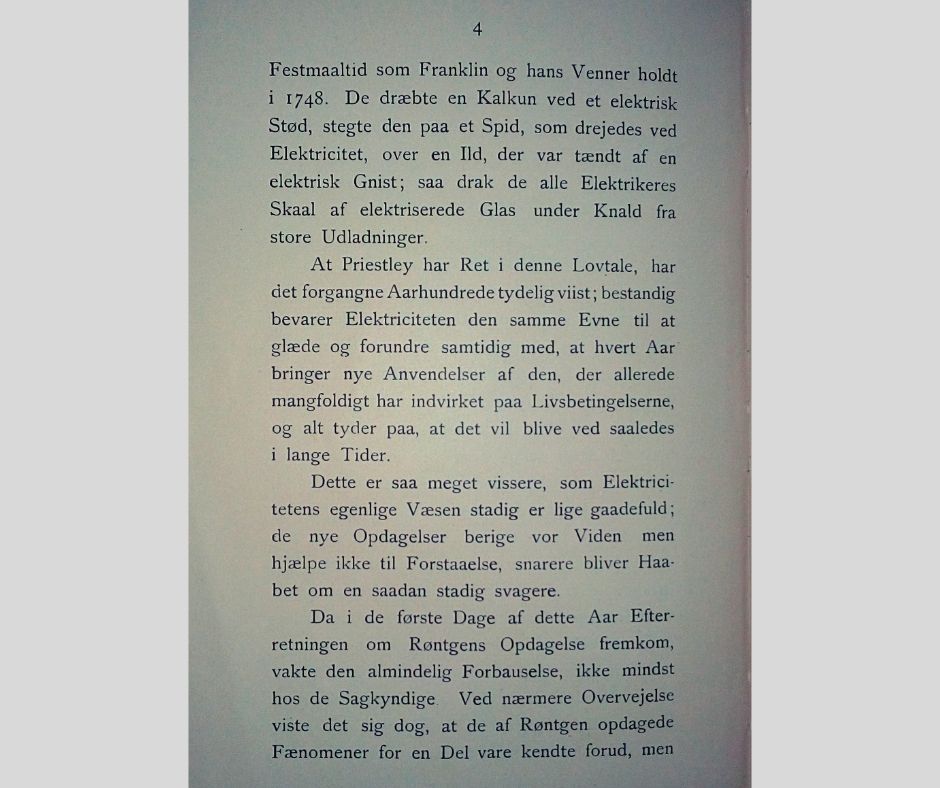 4
Festmaaltid som Franklin og hans Venner holdt
i 1748. De dræbte en Kalkun ved et elektrisk
Stød, stegte den paa et Spid, som drejedes ved
Elektricitet, over en Ild, der var tændt af en
elektrisk Gnist; saa drak de alle Elektrikeres
Skaal af elektriserede Glas under Knald fra
store Udladninger.
At Priestley har Ret i denne Lovtale, har
det forgangne Aarhundrede tydelig viist; bestandig
bevarer Elektriciteten den samme Evne til at
glæde og forundre samtidig med, at hvert Aar
bringer nye Anvendelser af den, der allerede
mangfoldigt har indvirket paa Livsbetingelserne,
og alt tyder paa, at det vil blive ved saaledes
i lange Tider.
Dette er saa meget vissere, som Elektrici-
tetens egenlige Væsen stadig er lige gaadefuld;
de nye Opdagelser berige vor Viden men
hjælpe ikke til Forstaaelse, snarere bliver Haa-
bet om en saadan stadig svagere.
Da i de første Dage af dette Aar Efter-
retningen om Røntgens Opdagelse fremkom,
vakte den almindelig Forbauselse, ikke mindst
hos de Sagkyndige. Ved nærmere Overvejelse
viste det sig dog, at de af Røntgen opdagede
Fænomener for en Del vare kendte forud, men